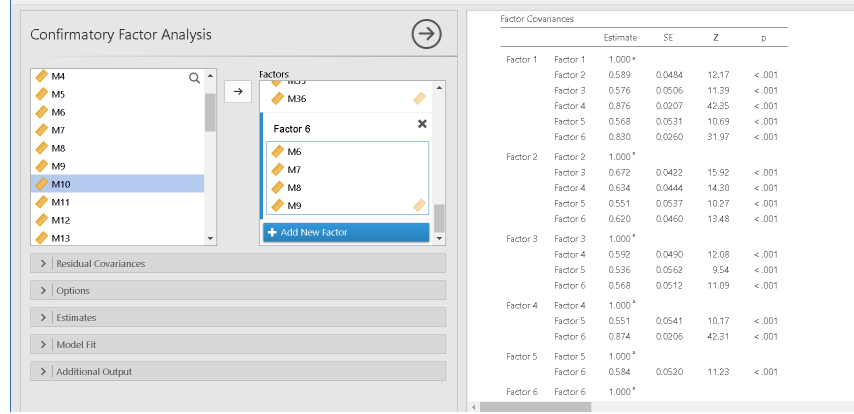 Confirmatory Factor Analysis
M4
M5
M6
M7
M8
M9
M10
M11
M12
M13
Factors
M36
Factor 6
M6
M7
M8
M9
Add New Factor
Residual Covariances
Options
Estimates
Model Fit
Additional Output
Factor Covariances
Estimate SE Z p
Factor 1 Factor 1 1.000 ª
Factor 2 0.589 0.0484 12.17 < .001
Factor 3 0.576 0.0506 11.39 < .001
Factor 4 0.876 0.0207 42.35 < .001
Factor 5 0.568 0.0531 10.69 < .001
Factor 6 0.830 0.0260 31.97 < .001
Factor 2 Factor 2 1.000 ª
Factor 3 0.672 0.0422 15.92 < .001
Factor 4 0.634 0.0444 14.30 < .001
Factor 5 0.551 0.0537 10.27 < .001
Factor 6 0.620 0.0460 13.48 < .001
Factor 3 Factor 3 1.000 ª
Factor 4 0.592 0.0490 12.08 < .001
Factor 5 0.536 0.0562 9.54 < .001
Factor 6 0.568 0.0512 11.09 < .001
Factor 4 Factor 4 1.000 ª
Factor 5 0.551 0.0541 10.17 < .001
Factor 6 0.874 0.0206 42.31 < .001
Factor 5 Factor 5 1.000 ª
Factor 6 0.584 0.0520 11.23 < .001
Factor 6 Factor 6 1.000 ª